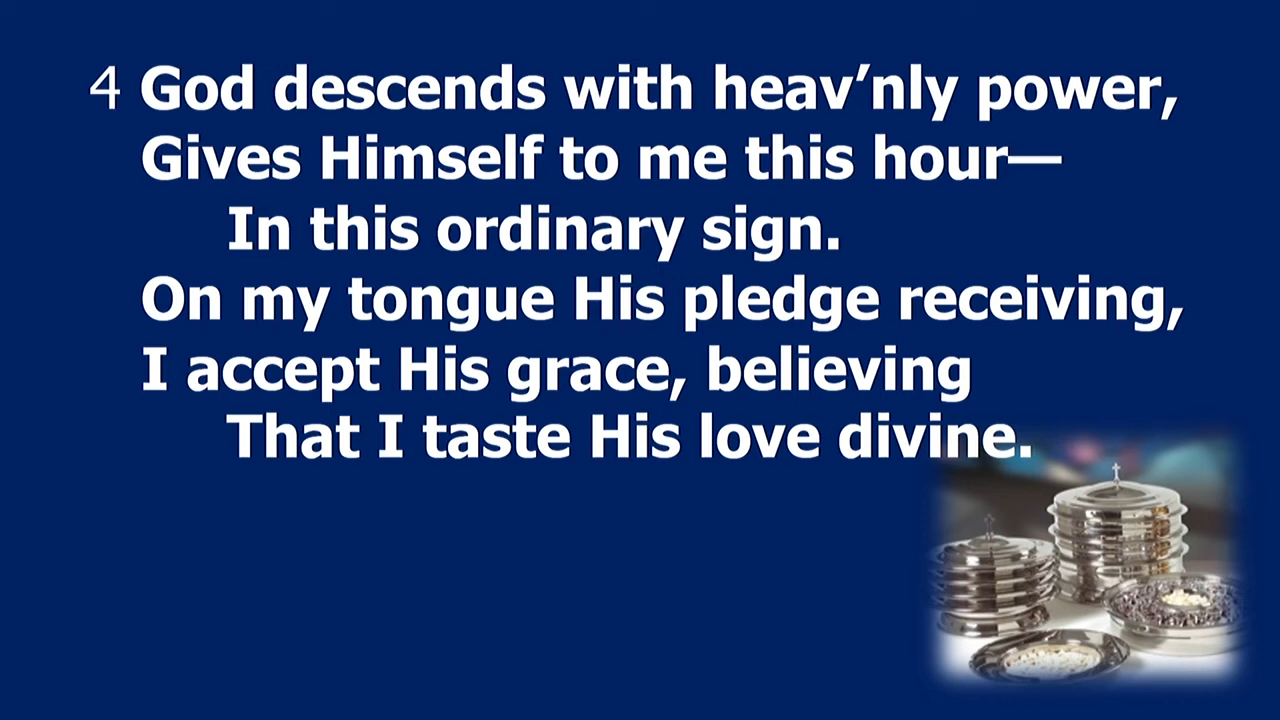 4 God descends with heav’nly power,
Gives Himself to me this hour—
In this ordinary sign.
On my tongue His pledge receiving,
I accept His grace, believing
That I taste His love divine.